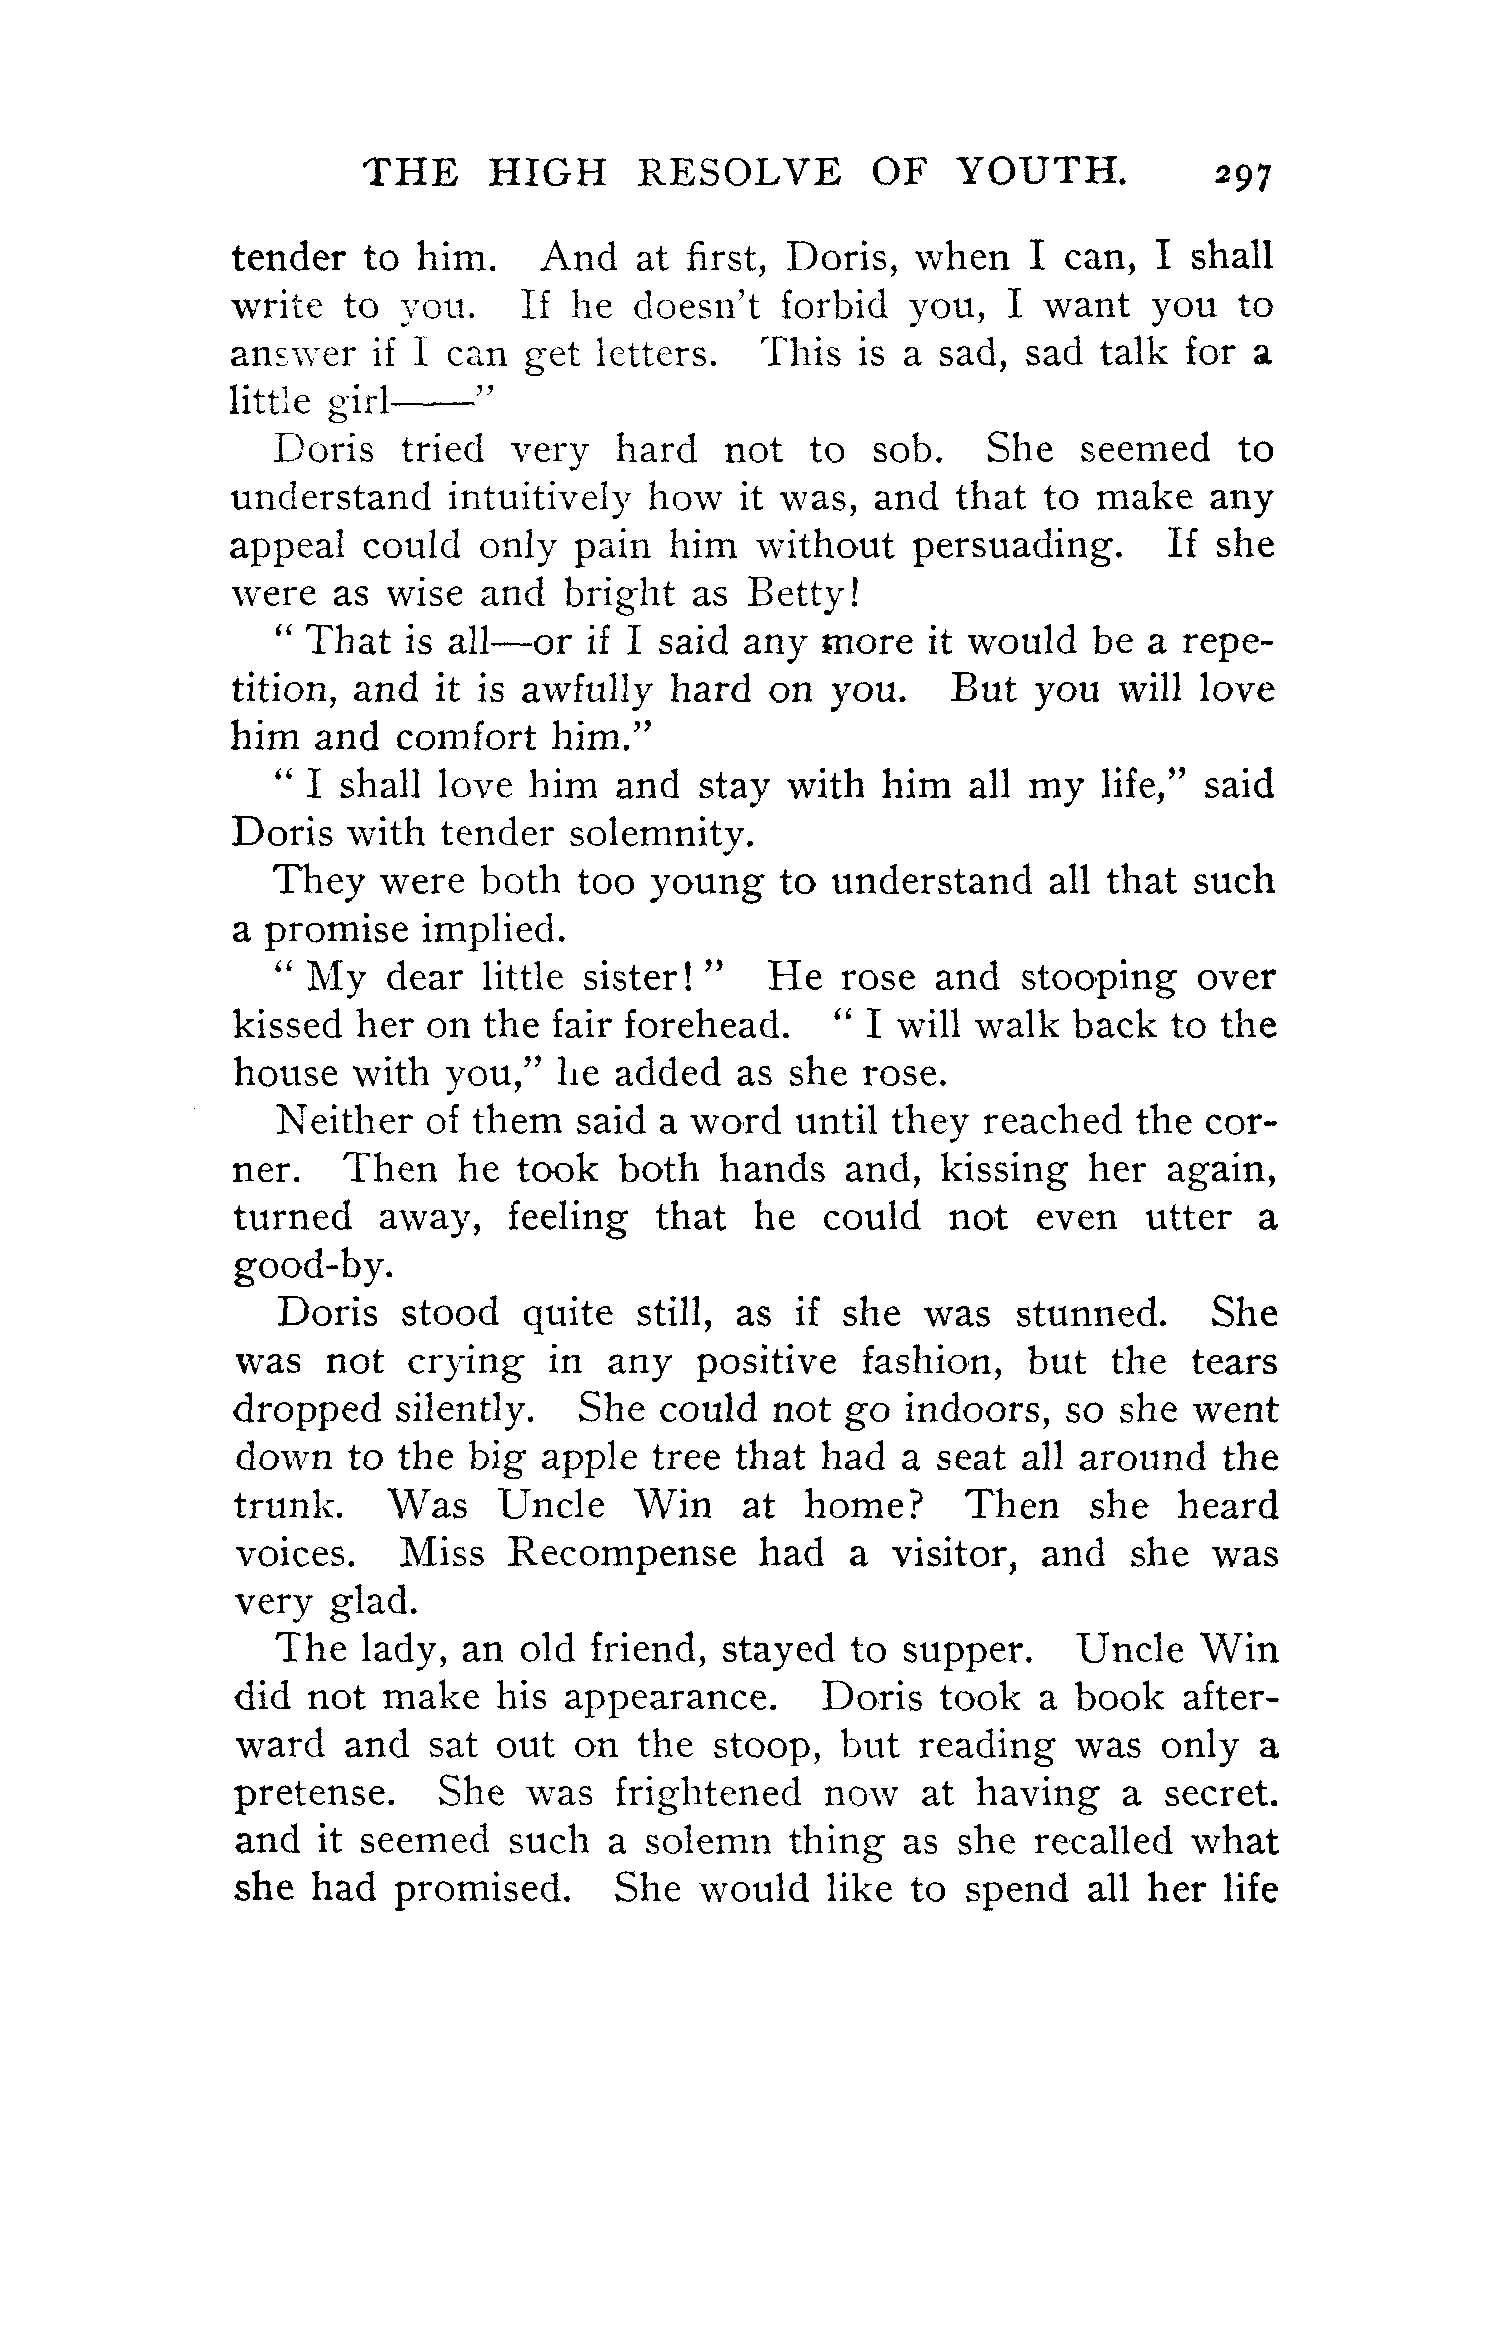 THE HIGH RESOLVE OF YOUTH. 297
tender to him. And at first, Doris, when I can, I shall
write to you. If he doesn't forbid you, I want you to
answer if I can get letters. This is a sad, sad talk for a
little girl——"
Doris tried very hard not to sob. She seemed to
understand intuitively how it was, and that to make any
appeal could only pain him without persuading. If she
were as wise and bright as Betty!
" That is all—or if I said any more it would be a repe-
tition, and it is awfully hard on you. But you will love
him and comfort him."
" I shall love him and stay with him all my life," said
Doris with tender solemnity.
They were both too young to understand all that such
a promise implied.
" My dear little sister! " He rose and stooping over
kissed her on the fair forehead. " I will walk back to the
house with you," he added as she rose.
Neither of them said a word until they reached the cor-
ner. Then he took both hands and, kissing her again,
turned away, feeling that he could not even utter a
good-by.
Doris stood quite still, as if she was stunned. She
was not crying in any positive fashion, but the tears
dropped silently. She could not go indoors, so she went
down to the big apple tree that had a seat all around the
trunk. Was Uncle Win at home? Then she heard
voices. Miss Recompense had a visitor, and she was
very glad.
The lady, an old friend, stayed to supper. Uncle Win
did not make his appearance. Doris took a book after-
ward and sat out on the stoop, but reading was only a
pretense. She was frightened now at having a secret.
and it seemed such a solemn thing as she recalled what
she had promised. She would like to spend all her life